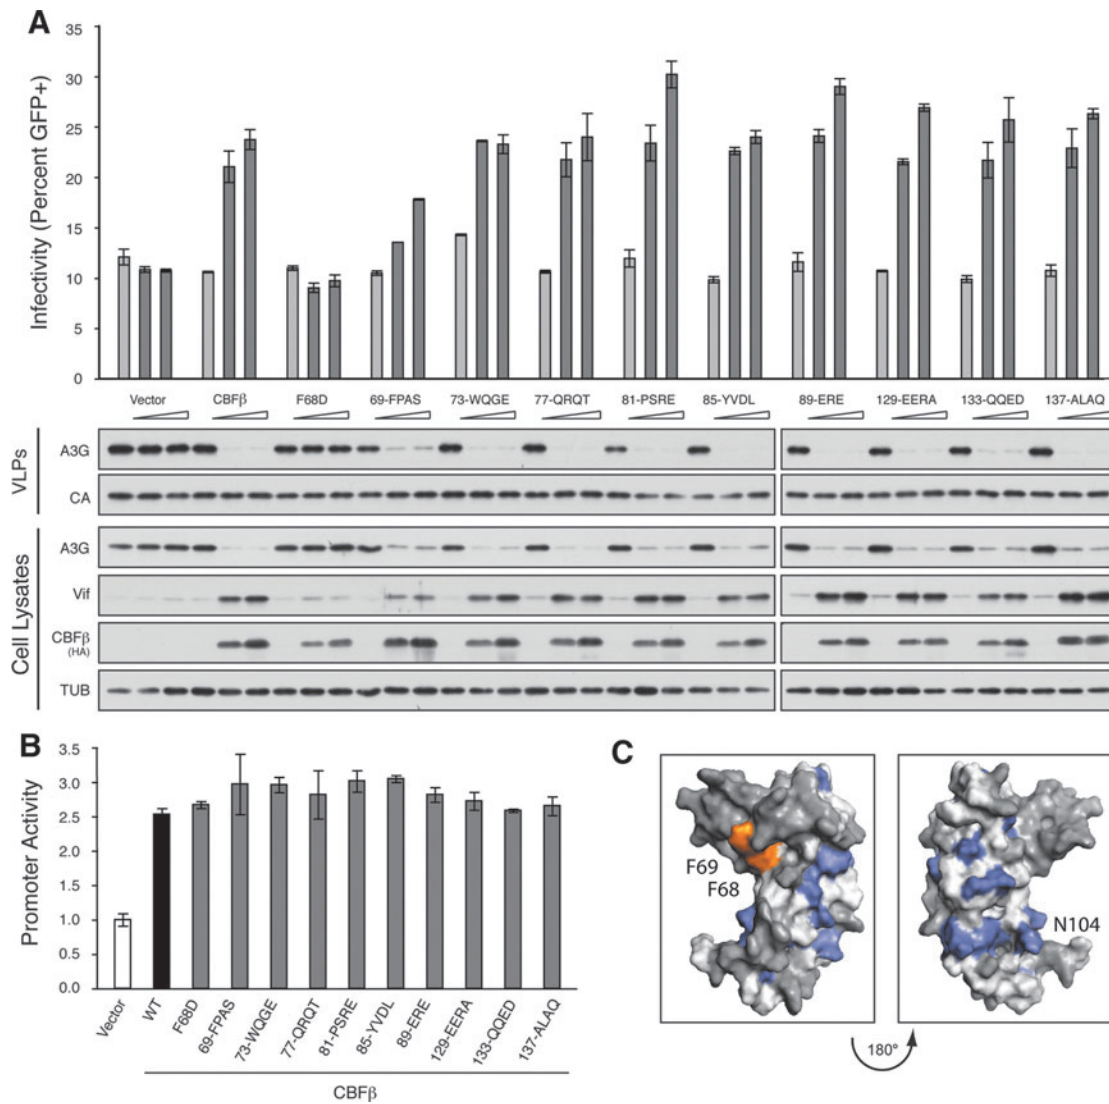 A
Infectivity (Percent GFP+)
35
30
25
20
15
10
5
0
Vector CBFβ F68D 69-FPAS 73-WQGE 77-QRQT 81-PSRE 85-YVDL 89-ERE 129-EERA 133-QQED 137-ALAQ
VLPs
A3G
CA
Cell Lysates
A3G
Vif
CBFβ
(HA)
TUB
B
Promoter Activity
3.5
3.0
2.5
2.0
1.5
1.0
0.5
0.0
Vector WT F68D 69-FPAS 73-WQGE 77-QRQT 81-PSRE 85-YVDL 89-ERE 129-EERA 133-QQED 137-ALAQ
CBFβ
C
F69
F68
N104
180°